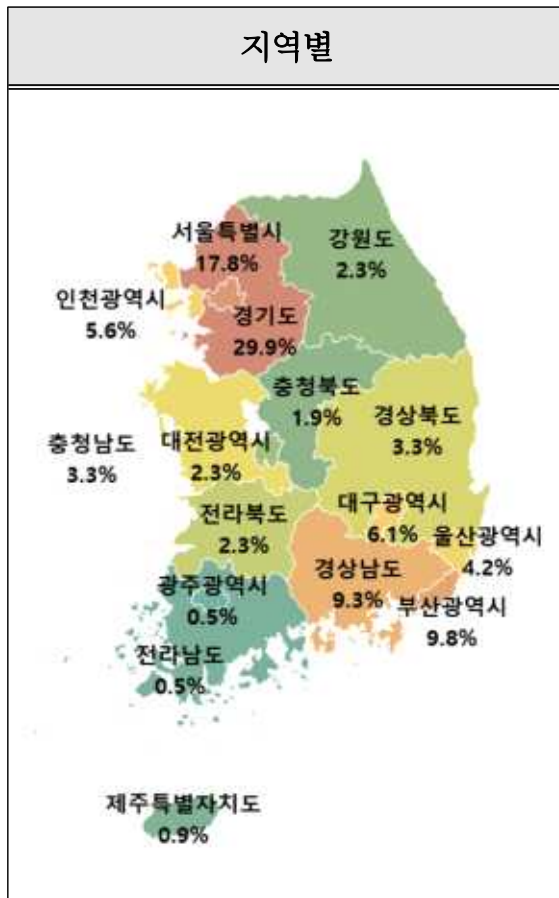 지역별
서울특별시
17.8%
강원도
2.3%
인천광역시
5.6%
경기도
29.9%
충청북도
1.9%
경상북도
3.3%
충청남도
3.3%
대전광역시
2.3%
대구광역시
6.1%
전라북도
2.3%
울산광역시
4.2%
경상남도
9.3%
광주광역시
0.5%
부산광역시
9.8%
전라남도
0.5%
제주특별자치도
0.9%